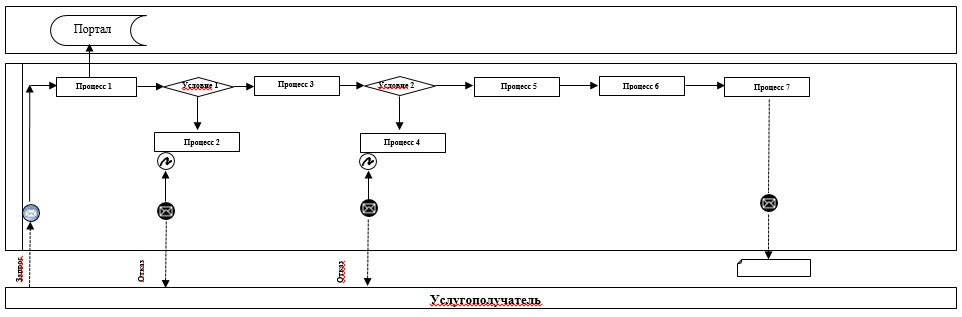 Портал
Процесс 1
Условие 1
Процесс 3
Условие 2
Процесс 5
Процесс 6
Процесс 7
Процесс 2
Процесс 4
Запрос
Отказ
Отказ
Услугополучатель